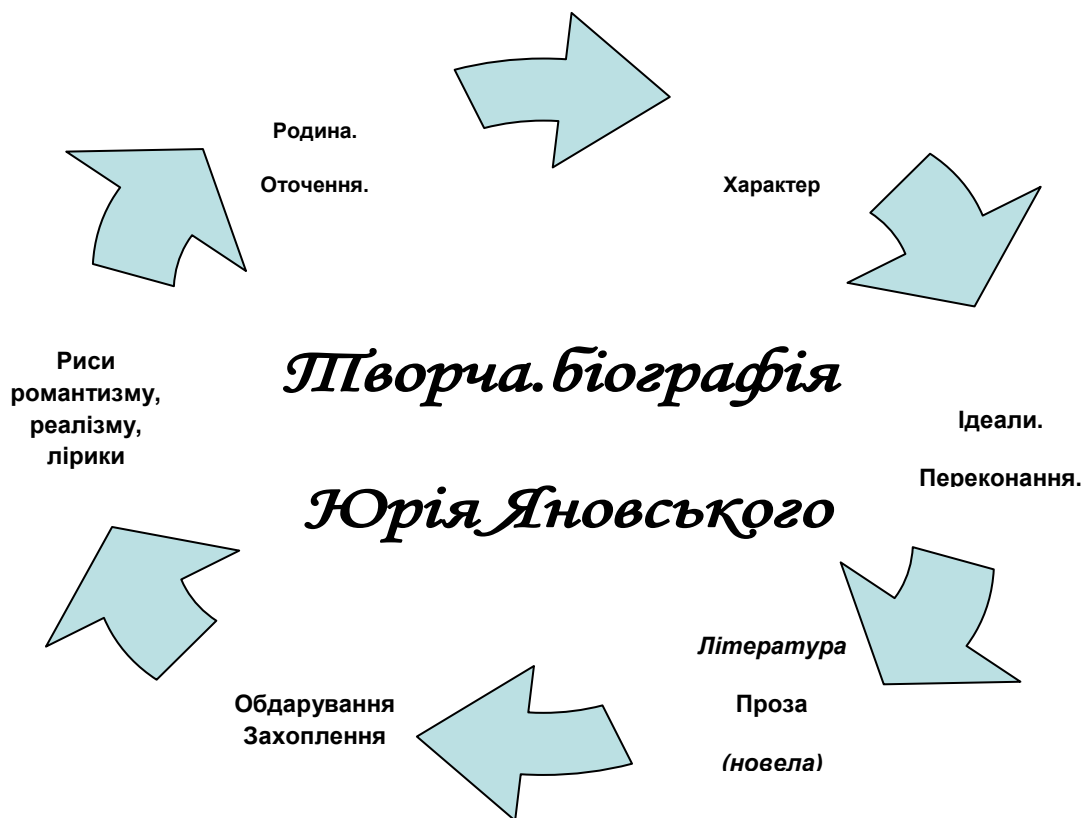 Родина.
Оточення.
Характер
Ідеали.
Переконання.
Література
Проза
(новела)
Обдарування
Захоплення
Риси
романтизму,
реалізму,
лірики
Творча.біографія
Юрія Яновського